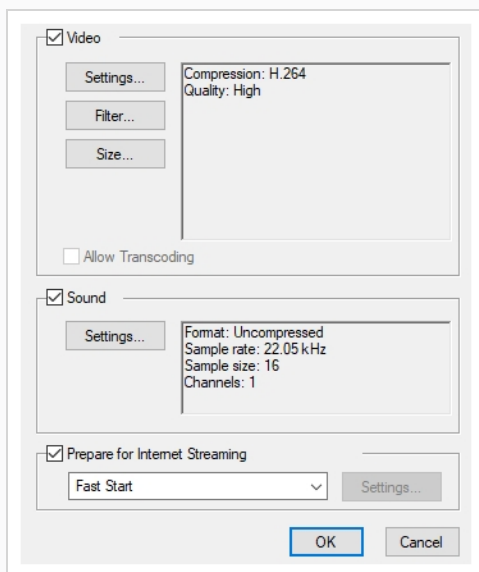 Video
Settings...
Compression: H.264
Quality: High
Filter...
Size...
Allow Transcoding
Sound
Settings...
Format: Uncompressed
Sample rate: 22.05 kHz
Sample size: 16
Channels: 1
Prepare for Internet Streaming
Fast Start
Settings...
OK
Cancel